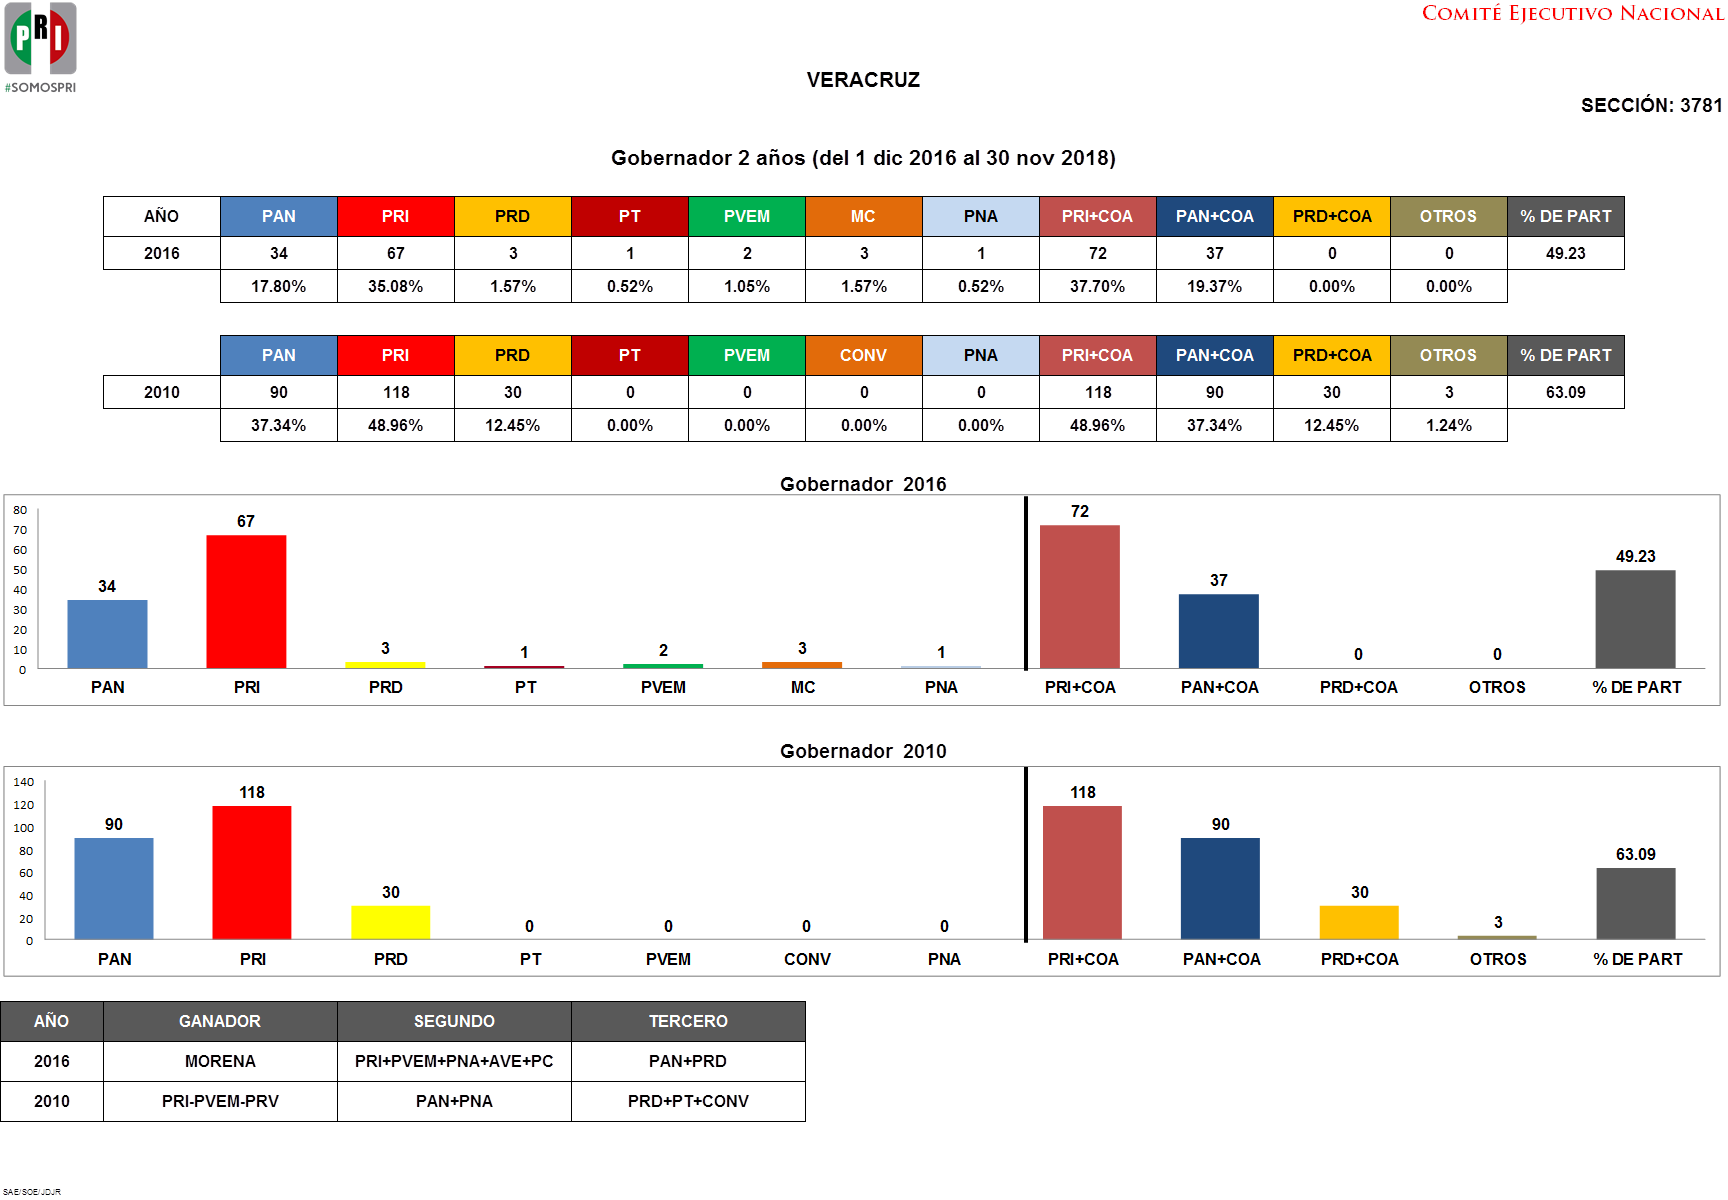 PRI
#SOMOSPRI
COMITÉ EJECUTIVO NACIONAL
VERACRUZ
SECCIÓN: 3781
Gobernador 2 años (del 1 dic 2016 al 30 nov 2018)
AÑO PAN PRI PRD PT PVEM MC PNA PRI+COA PAN+COA PRD+COA OTROS % DE PART
2016 34 67 3 1 2 3 1 72 37 0 0 49.23
17.80% 35.08% 1.57% 0.52% 1.05% 1.57% 0.52% 37.70% 19.37% 0.00% 0.00%
PAN PRI PRD PT PVEM CONV PNA PRI+COA PAN+COA PRD+COA OTROS % DE PART
2010 90 118 30 0 0 0 0 118 90 30 3 63.09
37.34% 48.96% 12.45% 0.00% 0.00% 0.00% 0.00% 48.96% 37.34% 12.45% 1.24%
Gobernador 2016
80
70
60
50
40
30
20
10
0
34 67 3 1 2 3 1 72 37 0 0 49.23
PAN PRI PRD PT PVEM MC PNA PRI+COA PAN+COA PRD+COA OTROS % DE PART
Gobernador 2010
140
120
100
80
60
40
20
0
90 118 30 0 0 0 0 118 90 30 3 63.09
PAN PRI PRD PT PVEM CONV PNA PRI+COA PAN+COA PRD+COA OTROS % DE PART
AÑO GANADOR SEGUNDO TERCERO
2016 MORENA PRI+PVEM+PNA+AVE+PC PAN+PRD
2010 PRI-PVEM-PRV PAN+PNA PRD+PT+CONV
SAE/SOE/JDJR